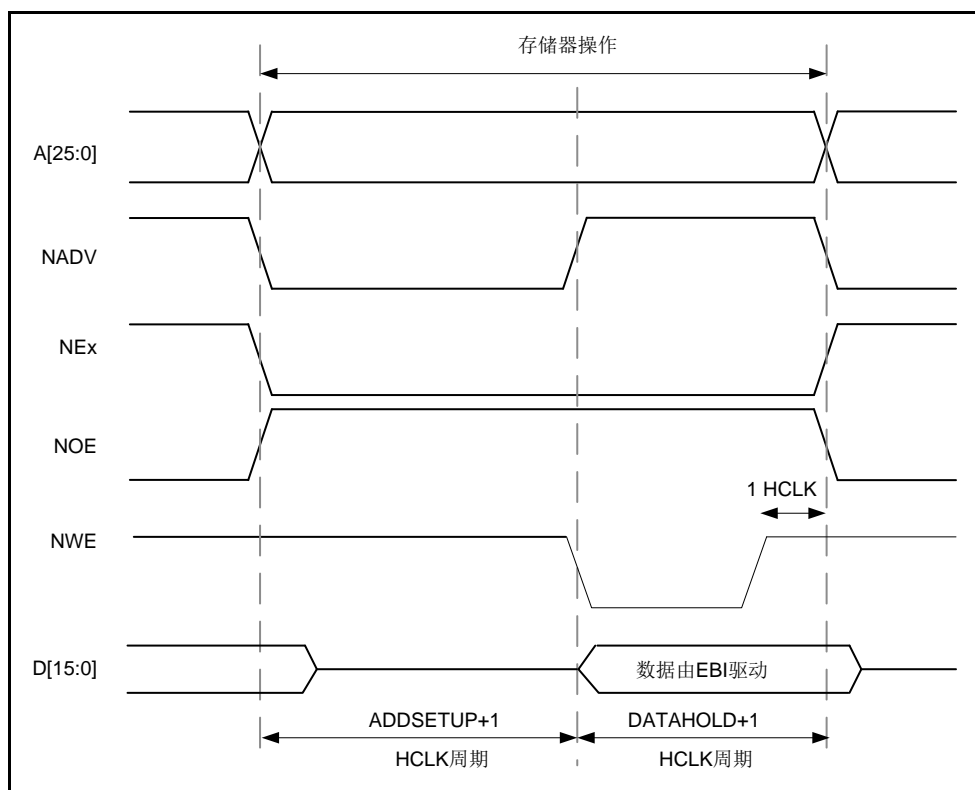 存储器操作
A[25:0]
NADV
NEx
NOE
1 HCLK
NWE
D[15:0]
数据由EBI驱动
ADDSETUP+1
DATAHOLD+1
HCLK周期
HCLK周期